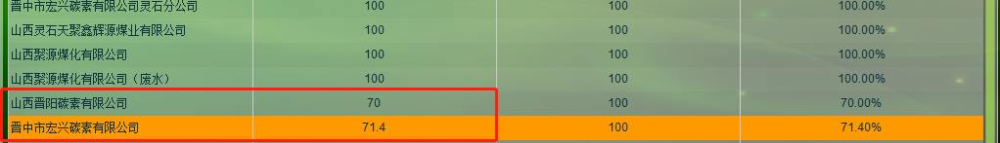 晋中市宏兴碳素有限公司灵石分公司 100 100 100.00%
山西灵石天聚鑫辉源煤业有限公司 100 100 100.00%
山西聚源煤化有限公司 100 100 100.00%
山西聚源煤化有限公司（废水） 100 100 100.00%
山西晋阳碳素有限公司 70 100 70.00%
晋中市宏兴碳素有限公司 71.4 100 71.40%